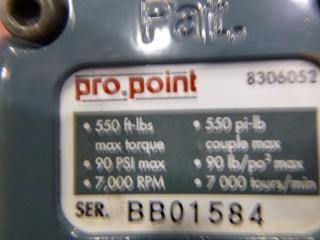 Pat.
pro.point 8306052
• 550 ft-lbs • 550 pi-lb
max torque couple max
• 90 PSI max • 90 lb/po² max
• 7,000 RPM • 7 000 tours/min
SER. BB01584